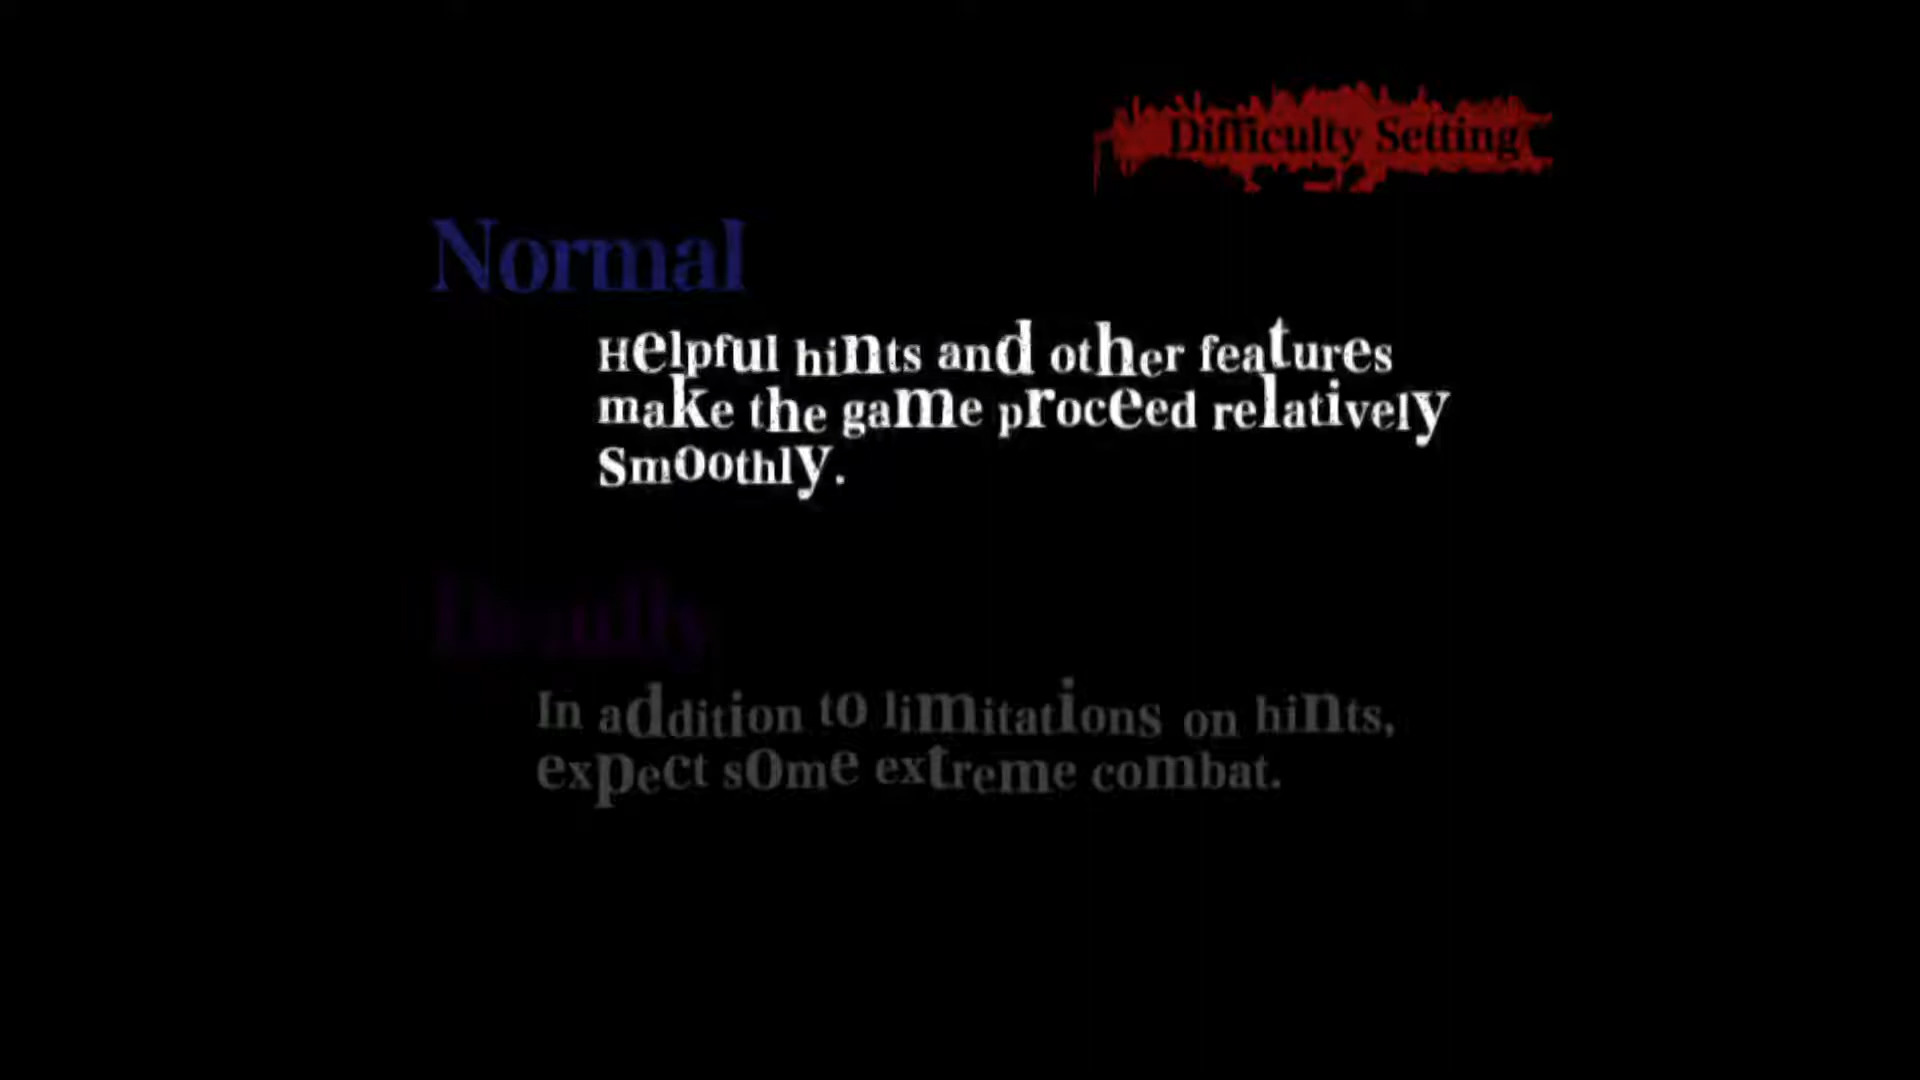 Difficulty Setting
Normal
Helpful hints and other features
make the game proceed relatively
Smoothly.
Deadly
In addition to limitations on hints,
expect some extreme combat.